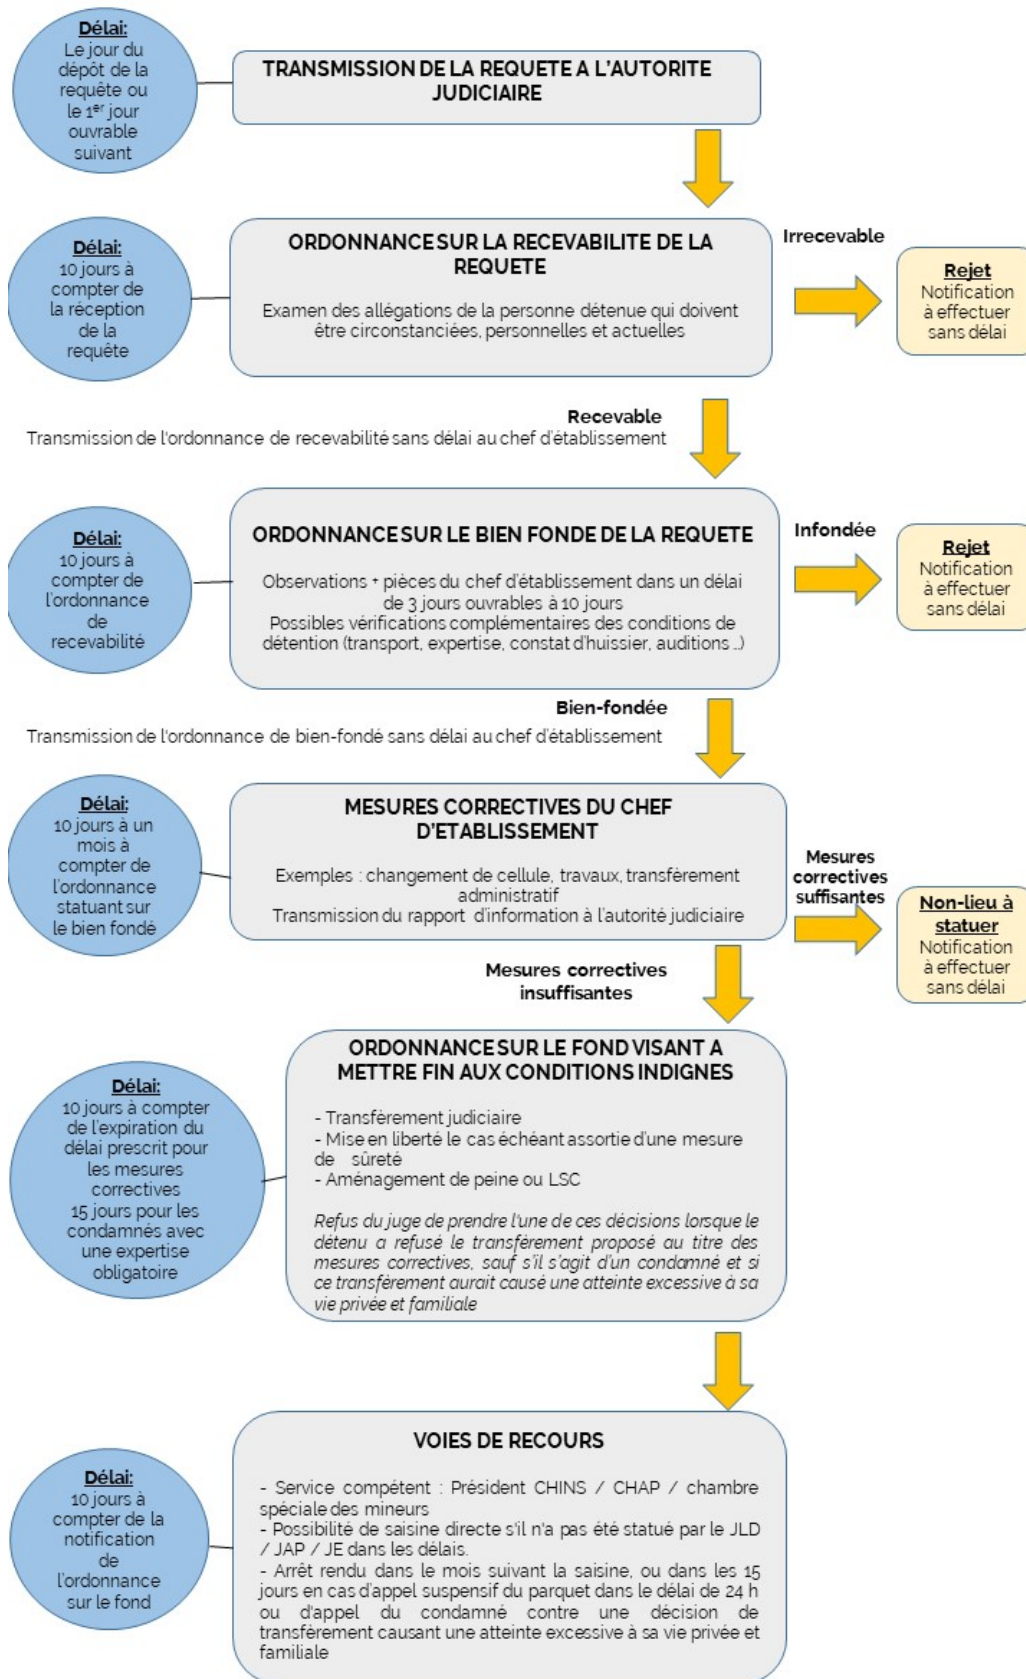 Délai:
Le jour du
dépôt de la
requête ou
le 1er jour
ouvrable
suivant
TRANSMISSION DE LA REQUETE A L'AUTORITE
JUDICIAIRE
Délai:
10 jours à
compter de
la réception
de la
requête
ORDONNANCE SUR LA RECEVABILITE DE LA
REQUETE
Examen des allégations de la personne détenue qui doivent
être circonstanciées, personnelles et actuelles
Irrecevable
Rejet
Notification
à effectuer
sans délai
Recevable
Transmission de l'ordonnance de recevabilité sans délai au chef d'établissement
Délai:
10 jours à
compter de
l'ordonnance
de
recevabilité
ORDONNANCE SUR LE BIEN FONDE DE LA REQUETE
Observations + pièces du chef d'établissement dans un délai
de 3 jours ouvrables à 10 jours
Possibles vérifications complémentaires des conditions de
détention (transport, expertise, constat d'huissier, auditions …)
Infondée
Rejet
Notification
à effectuer
sans délai
Bien-fondée
Transmission de l'ordonnance de bien-fondé sans délai au chef d'établissement
Délai:
10 jours à un
mois à
compter de
l'ordonnance
statuant sur
le bien fondé
MESURES CORRECTIVES DU CHEF
D'ETABLISSEMENT
Exemples : changement de cellule, travaux, transfèrement
administratif
Transmission du rapport d'information à l'autorité judiciaire
Mesures
correctives
suffisantes
Non-lieu à
statuer
Notification
à effectuer
sans délai
Mesures correctives
insuffisantes
Délai:
10 jours à compter
de l'expiration du
délai prescrit pour
les mesures
correctives
15 jours pour les
condamnés avec
une expertise
obligatoire
ORDONNANCE SUR LE FOND VISANT A
METTRE FIN AUX CONDITIONS INDIGNES
- Transfèrement judiciaire
- Mise en liberté le cas échéant assortie d'une mesure
de sûreté
- Aménagement de peine ou LSC
Refus du juge de prendre l'une de ces décisions lorsque le
détenu a refusé le transfèrement proposé au titre des
mesures correctives, sauf s'il s'agit d'un condamné et si
ce transfèrement aurait causé une atteinte excessive à sa
vie privée et familiale
Délai:
10 jours à
compter de la
notification
de
l'ordonnance
sur le fond
VOIES DE RECOURS
- Service compétent : Président CHINS / CHAP / chambre
spéciale des mineurs
- Possibilité de saisine directe s'il n'a pas été statué par le JLD
/ JAP / JE dans les délais.
- Arrêt rendu dans le mois suivant la saisine, ou dans les 15
jours en cas d'appel suspensif du parquet dans le délai de 24 h
ou d'appel du condamné contre une décision de
transfèrement causant une atteinte excessive à sa vie privée et
familiale